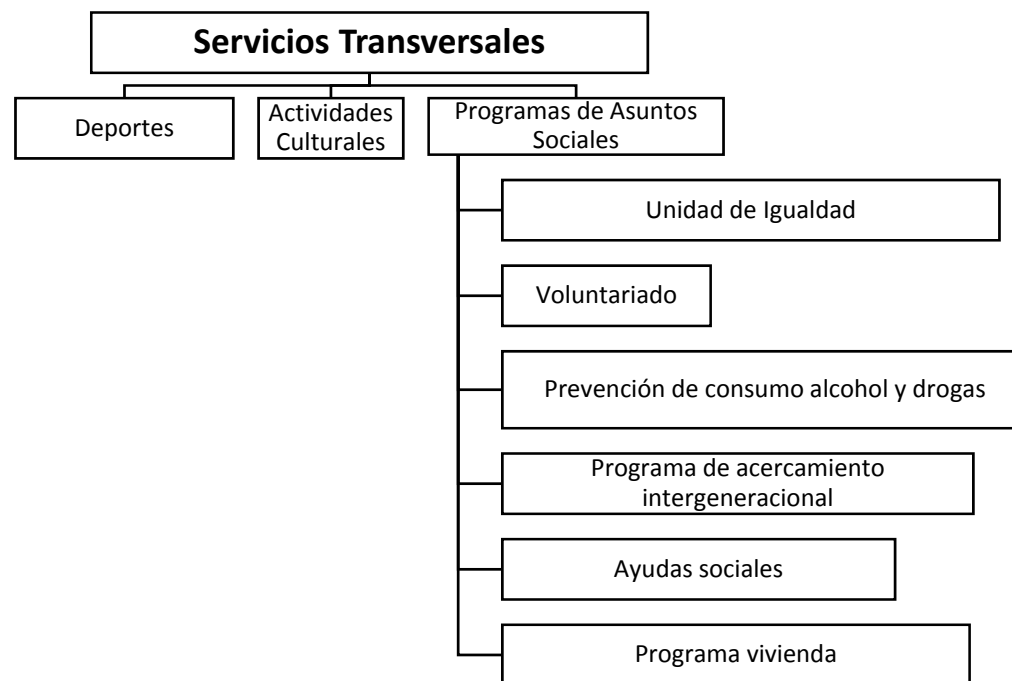 Servicios Transversales
Deportes
Actividades
Culturales
Programas de Asuntos
Sociales
Unidad de Igualdad
Voluntariado
Prevención de consumo alcohol y drogas
Programa de acercamiento
intergeneracional
Ayudas sociales
Programa vivienda